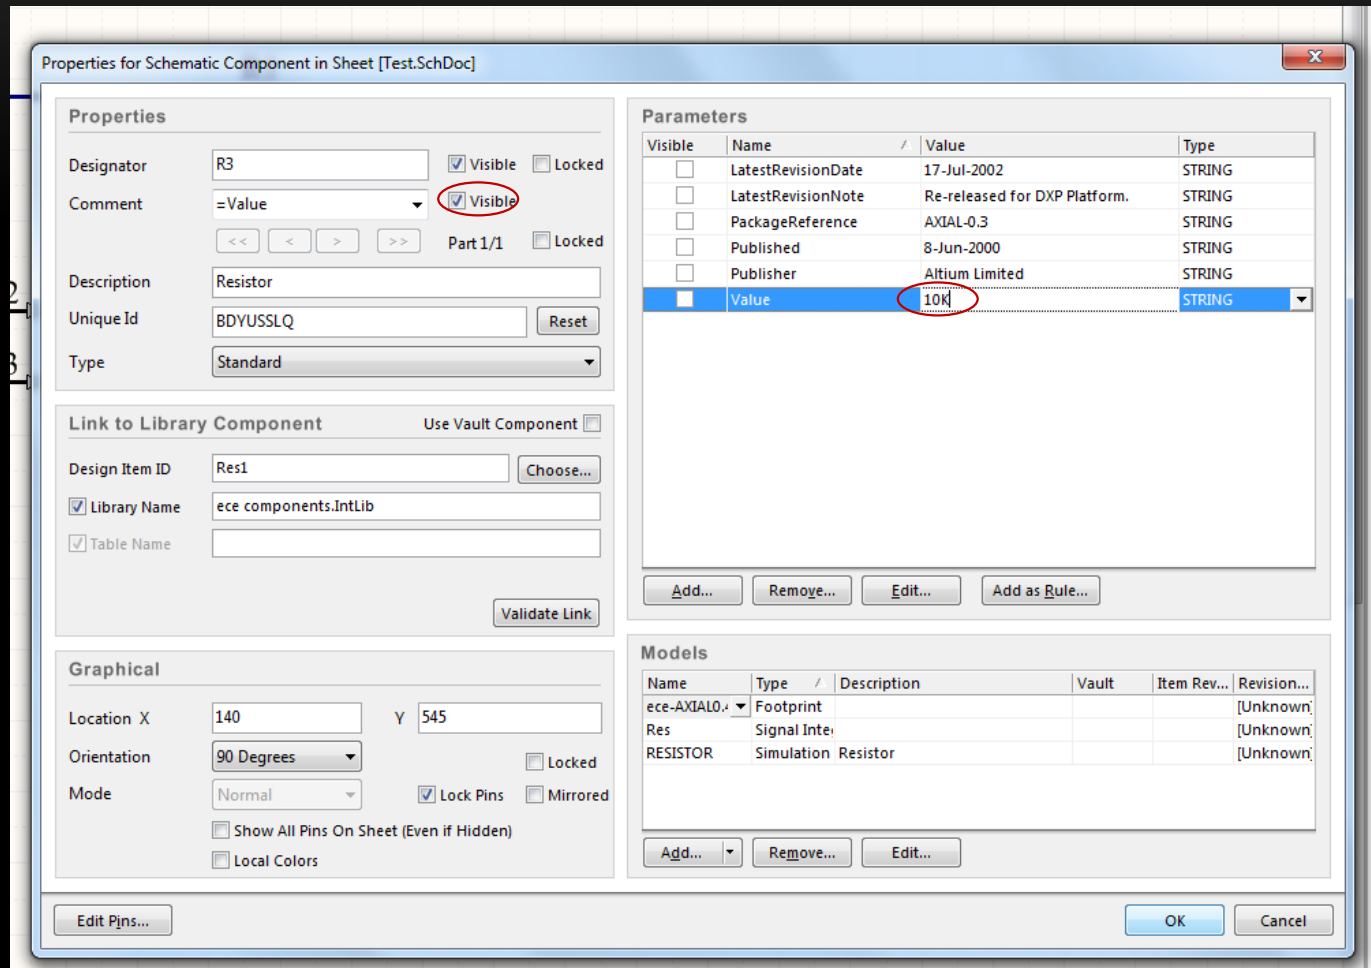 Properties for Schematic Component in Sheet [Test.SchDoc]
x
Properties
Designator R3 Visible Locked
Comment =Value Visible
<< < > >> Part 1/1 Locked
Description Resistor
Unique Id BDYUSSLQ Reset
Type Standard
Link to Library Component Use Vault Component
Design Item ID Res1 Choose...
Library Name ece components.IntLib
Table Name
Validate Link
Graphical
Location X 140 Y 545
Orientation 90 Degrees Locked
Mode Normal Lock Pins Mirrored
Show All Pins On Sheet (Even if Hidden)
Local Colors
Parameters
Visible Name Value Type
LatestRevisionDate 17-Jul-2002 STRING
LatestRevisionNote Re-released for DXP Platform. STRING
PackageReference AXIAL-0.3 STRING
Published 8-Jun-2000 STRING
Publisher Altium Limited STRING
Value 10K STRING
Add... Remove... Edit... Add as Rule...
Models
Name Type Description Vault Item Rev... Revision...
ece-AXIAL0.4 Footprint [Unknown]
Res Signal Inte [Unknown]
RESISTOR Simulation Resistor [Unknown]
Add... Remove... Edit...
Edit Pins... OK Cancel
2
3